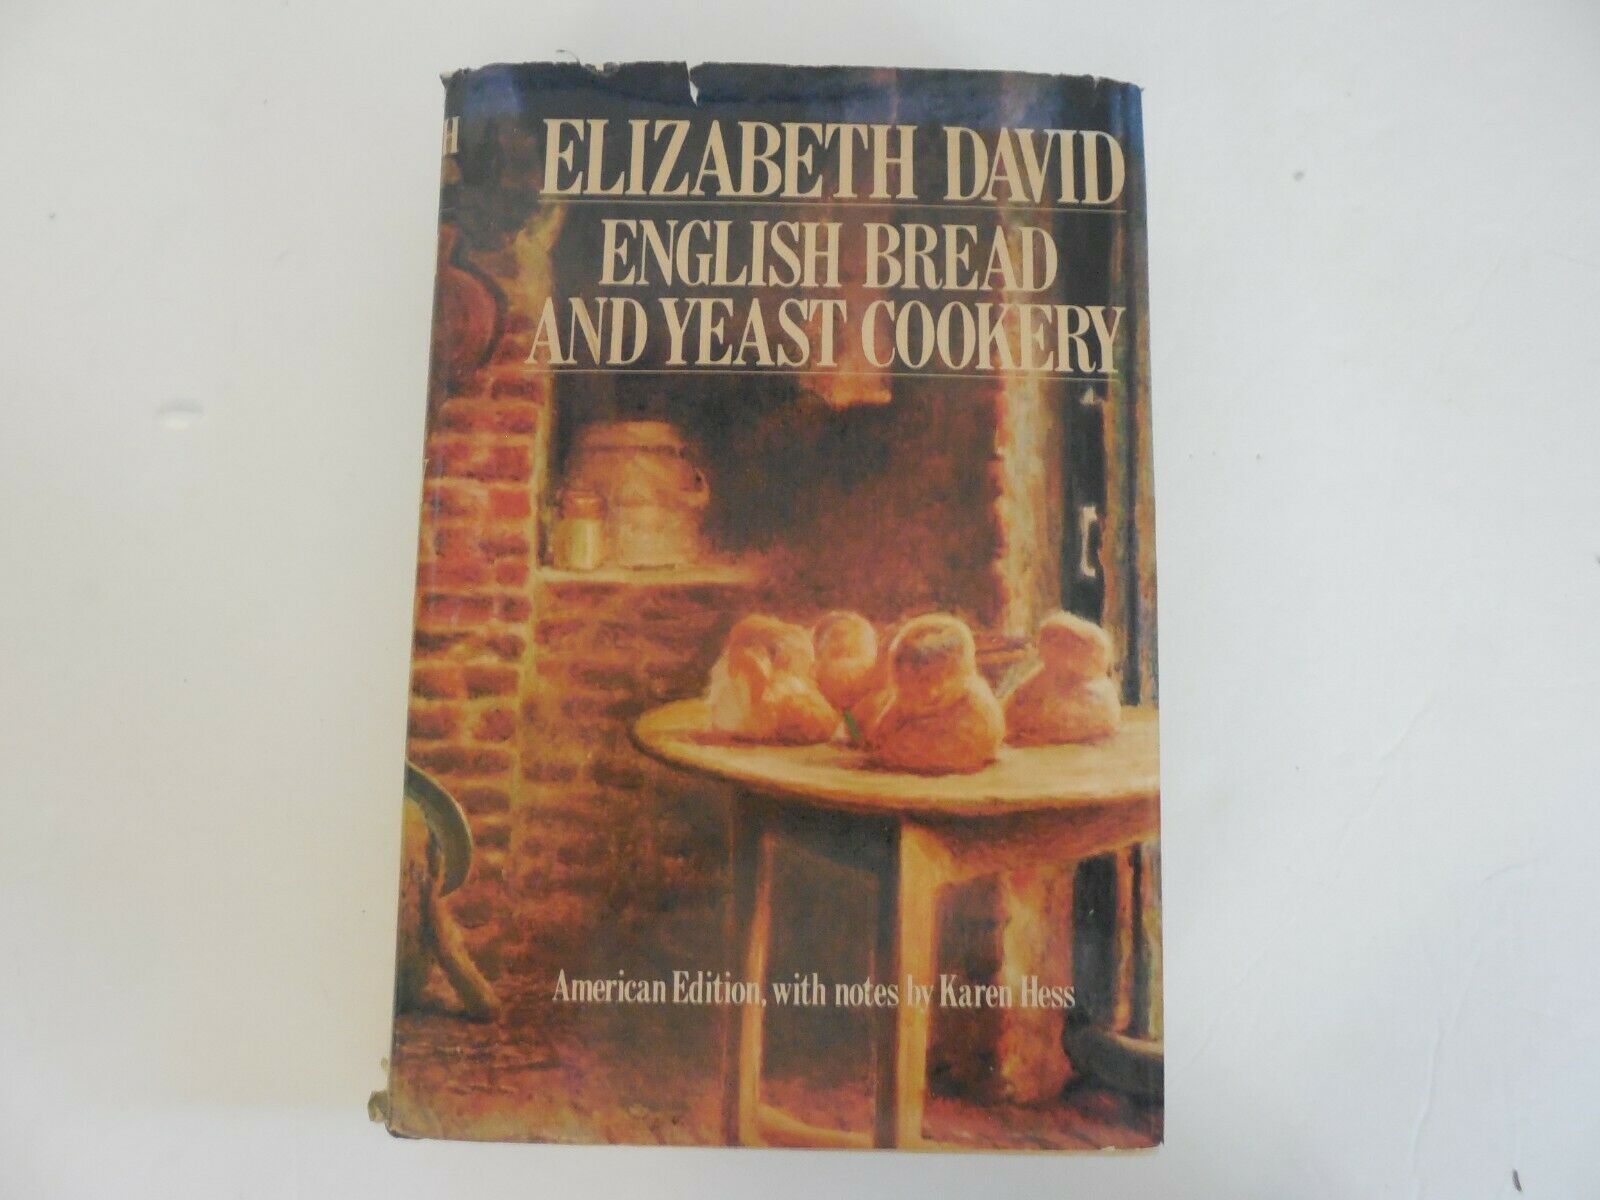 ELIZABETH DAVID
ENGLISH BREAD
AND YEAST COOKERY
American Edition, with notes by Karen Hess